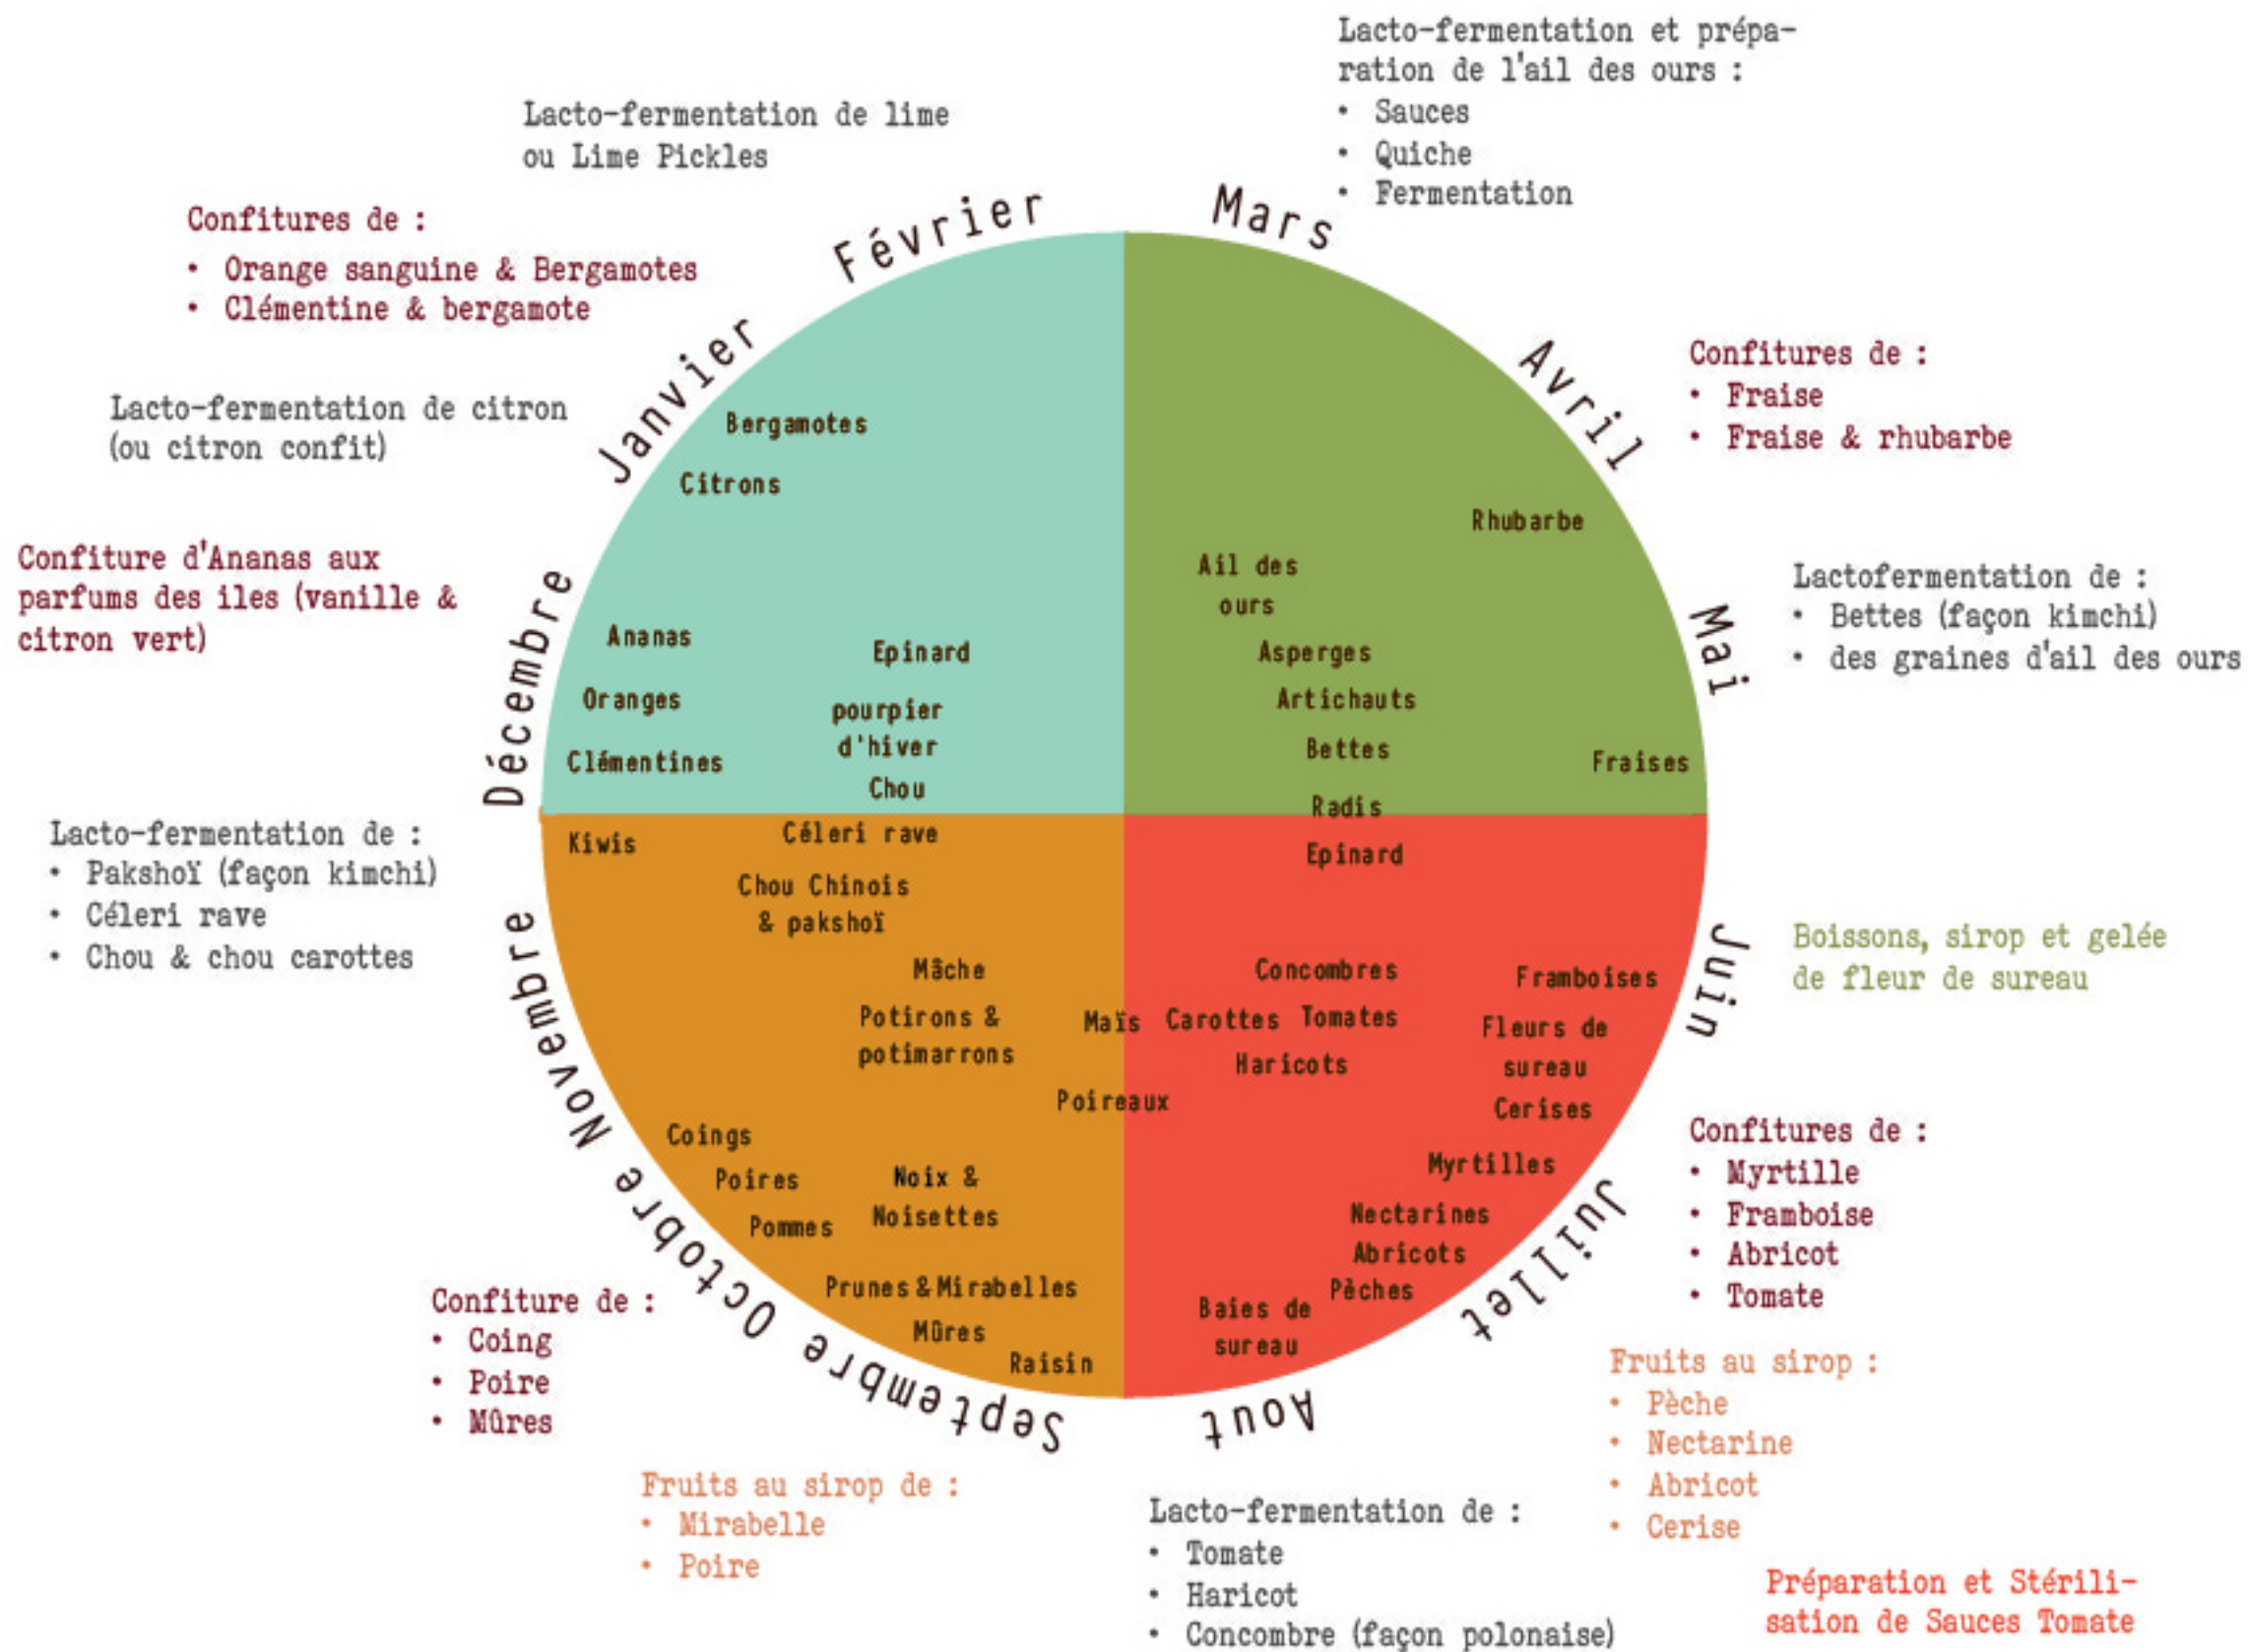 Lacto-fermentation et prépa-
ration de l'ail des ours :
• Sauces
• Quiche
• Fermentation
Lacto-fermentation de lime
ou Lime Pickles
Confitures de :
• Orange sanguine & Bergamotes
• Clémentine & bergamote
Lacto-fermentation de citron
(ou citron confit)
Confiture d'Ananas aux
parfums des iles (vanille &
citron vert)
Lacto-fermentation de :
• Pakshoï (façon kimchi)
• Céleri rave
• Chou & chou carottes
Confiture de :
• Coing
• Poire
• Mûres
Fruits au sirop de :
• Mirabelle
• Poire
Lacto-fermentation de :
• Tomate
• Haricot
• Concombre (façon polonaise)
Préparation et Stérili-
sation de Sauces Tomate
Fruits au sirop :
• Pèche
• Nectarine
• Abricot
• Cerise
Confitures de :
• Myrtille
• Framboise
• Abricot
• Tomate
Boissons, sirop et gelée
de fleur de sureau
Lactofermentation de :
• Bettes (façon kimchi)
• des graines d'ail des ours
Confitures de :
• Fraise
• Fraise & rhubarbe
Janvier
Février
Mars
Avril
Mai
Juin
Juillet
Aout
Septembre
Octobre
Novembre
Décembre
Bergamotes
Citrons
Ananas
Oranges
Clémentines
Epinard
pourpier
d'hiver
Chou
Rhubarbe
Ail des
ours
Asperges
Artichauts
Bettes
Fraises
Radis
Epinard
Concombres
Framboises
Carottes
Tomates
Fleurs de
sureau
Haricots
Cerises
Myrtilles
Nectarines
Abricots
Pèches
Baies de
sureau
Kiwis
Céleri rave
Chou Chinois
& pakshoï
Mâche
Potirons &
potimarrons
Maïs
Poireaux
Coings
Poires
Pommes
Noix &
Noisettes
Prunes & Mirabelles
Mûres
Raisin